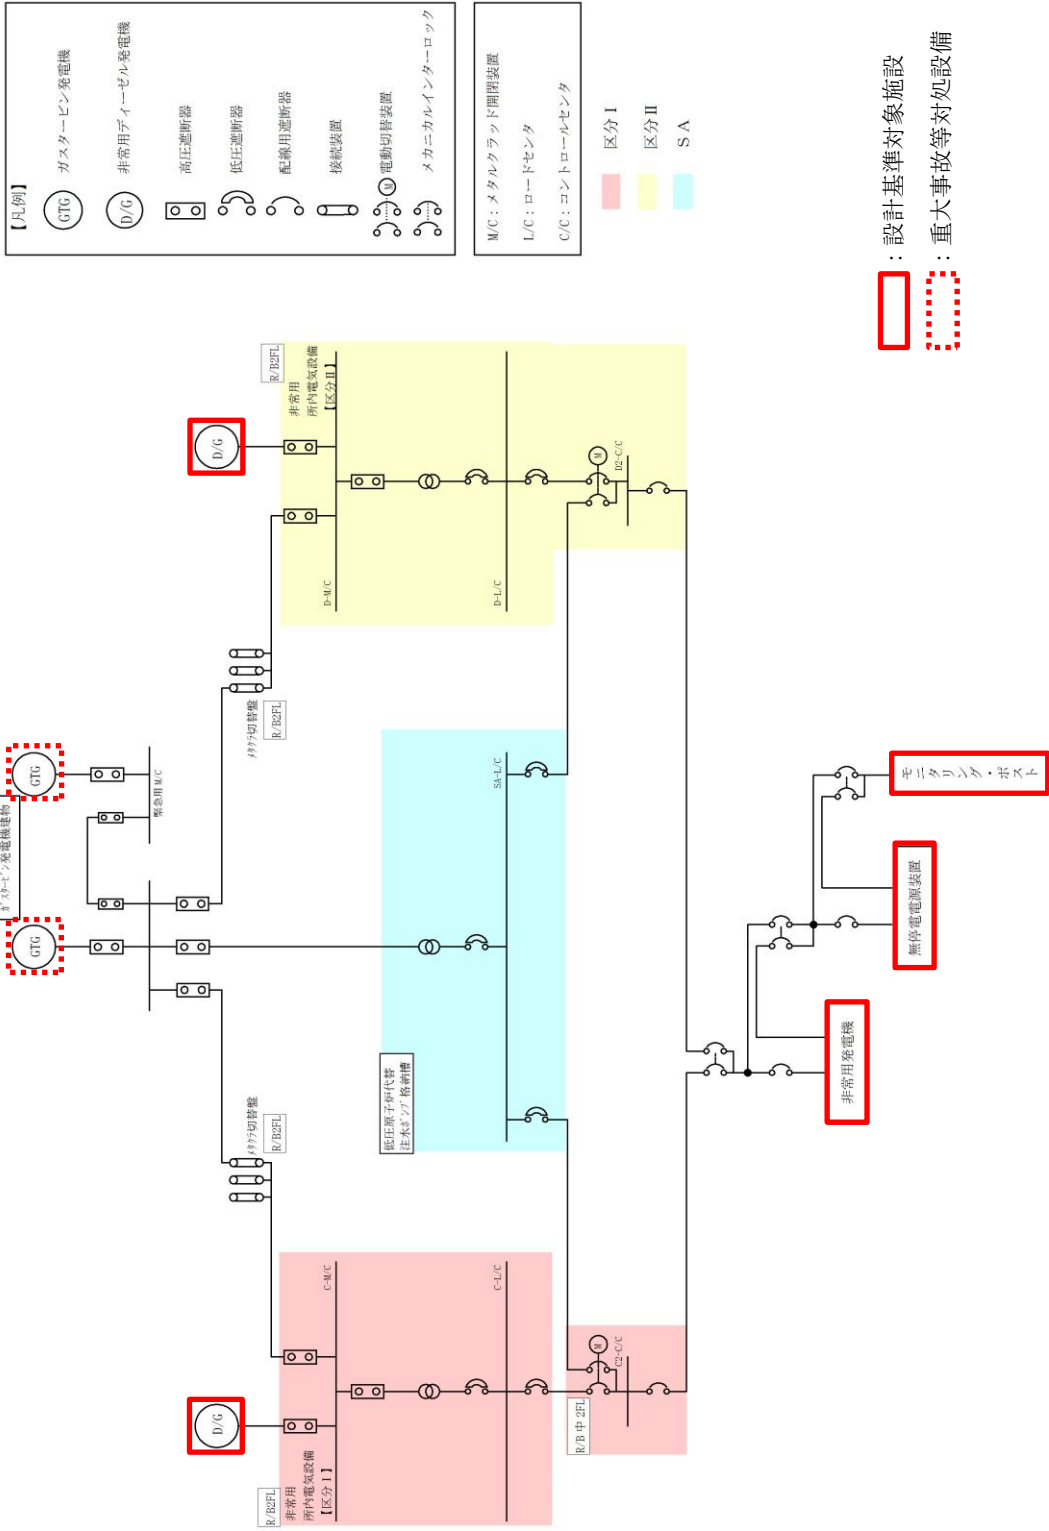 【凡例】
GTG
ガスタービン発電機
D/G
非常用ディーゼル発電機
高圧遮断器
低圧遮断器
配線用遮断器
接続装置
M
電動切替装置
メカニカルインターロック
M/C：メタルクラッド開閉装置
L/C：ロードセンタ
C/C：コントロールセンタ
区分Ⅰ
区分Ⅱ
SA
：設計基準対象施設
：重大事故等対処設備
ｶﾞｽﾀｰﾋﾞﾝ発電機建物
GTG
GTG
緊急用 M/C
D/G
D/G
ﾒﾀｸﾗ切替盤
R/B2FL
ﾒﾀｸﾗ切替盤
R/B2FL
R/B2FL
非常用
所内電気設備
【区分Ⅰ】
C-M/C
C-L/C
R/B 中 2FL
M
C2-C/C
低圧原子炉代替
注水ﾎﾟﾝﾌﾟ格納槽
SA-L/C
R/B2FL
非常用
所内電気設備
【区分Ⅱ】
D-M/C
D-L/C
M
D2-C/C
非常用発電機
無停電電源装置
モニタリング・ポスト